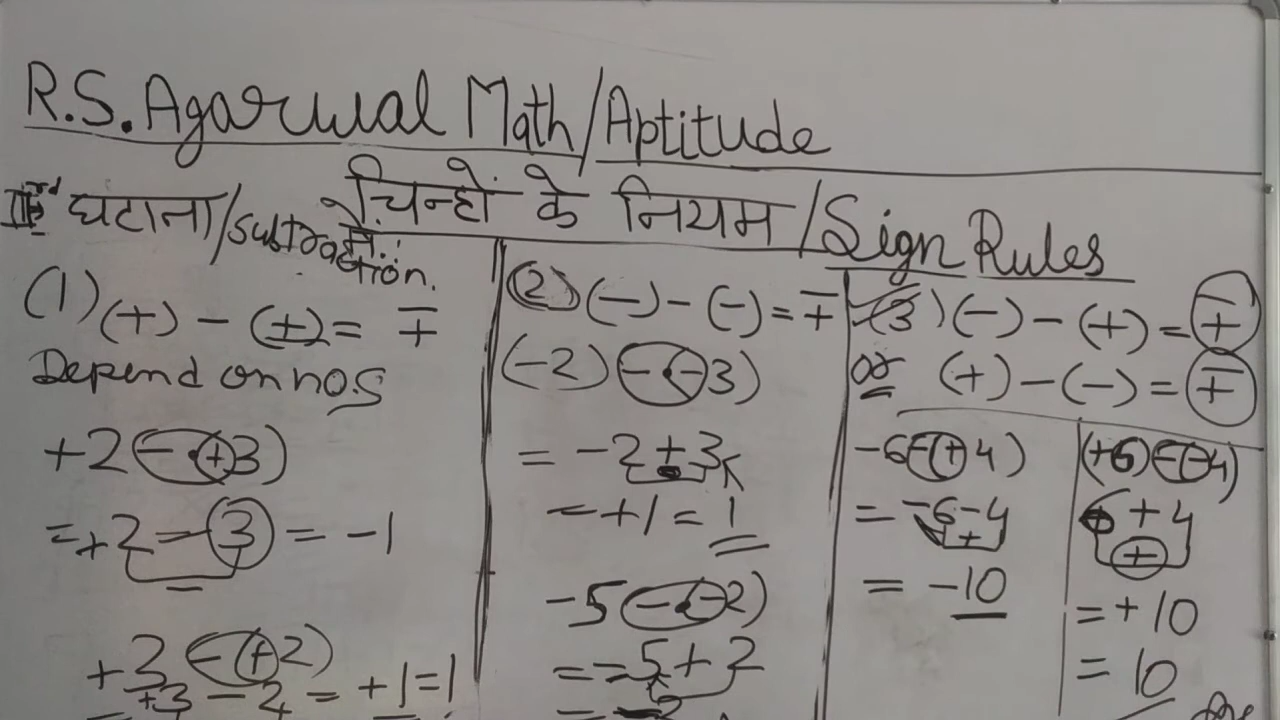 R.S. Agarwal Math/Aptitude
चिन्हों के नियम/Sign Rules
घटाना/Subtraction.
(1) (+) - (+) = ∓
Depend on nos
+2 - (+3)
= +2 - 3 = -1
+3 - (+2)
= +3 - 2 = +1 = 1
(2) (-) - (-) = ∓
(-2) - (-3)
= -2 + 3
= +1 = 1
-5 - (-2)
= -5 + 2
(3) (-) - (+) = ∓
or (+) - (-) = ∓
-6 - (+4)
= -6 - 4
+
= -10
(+6) - (-4)
6 + 4
+
= +10
= 10